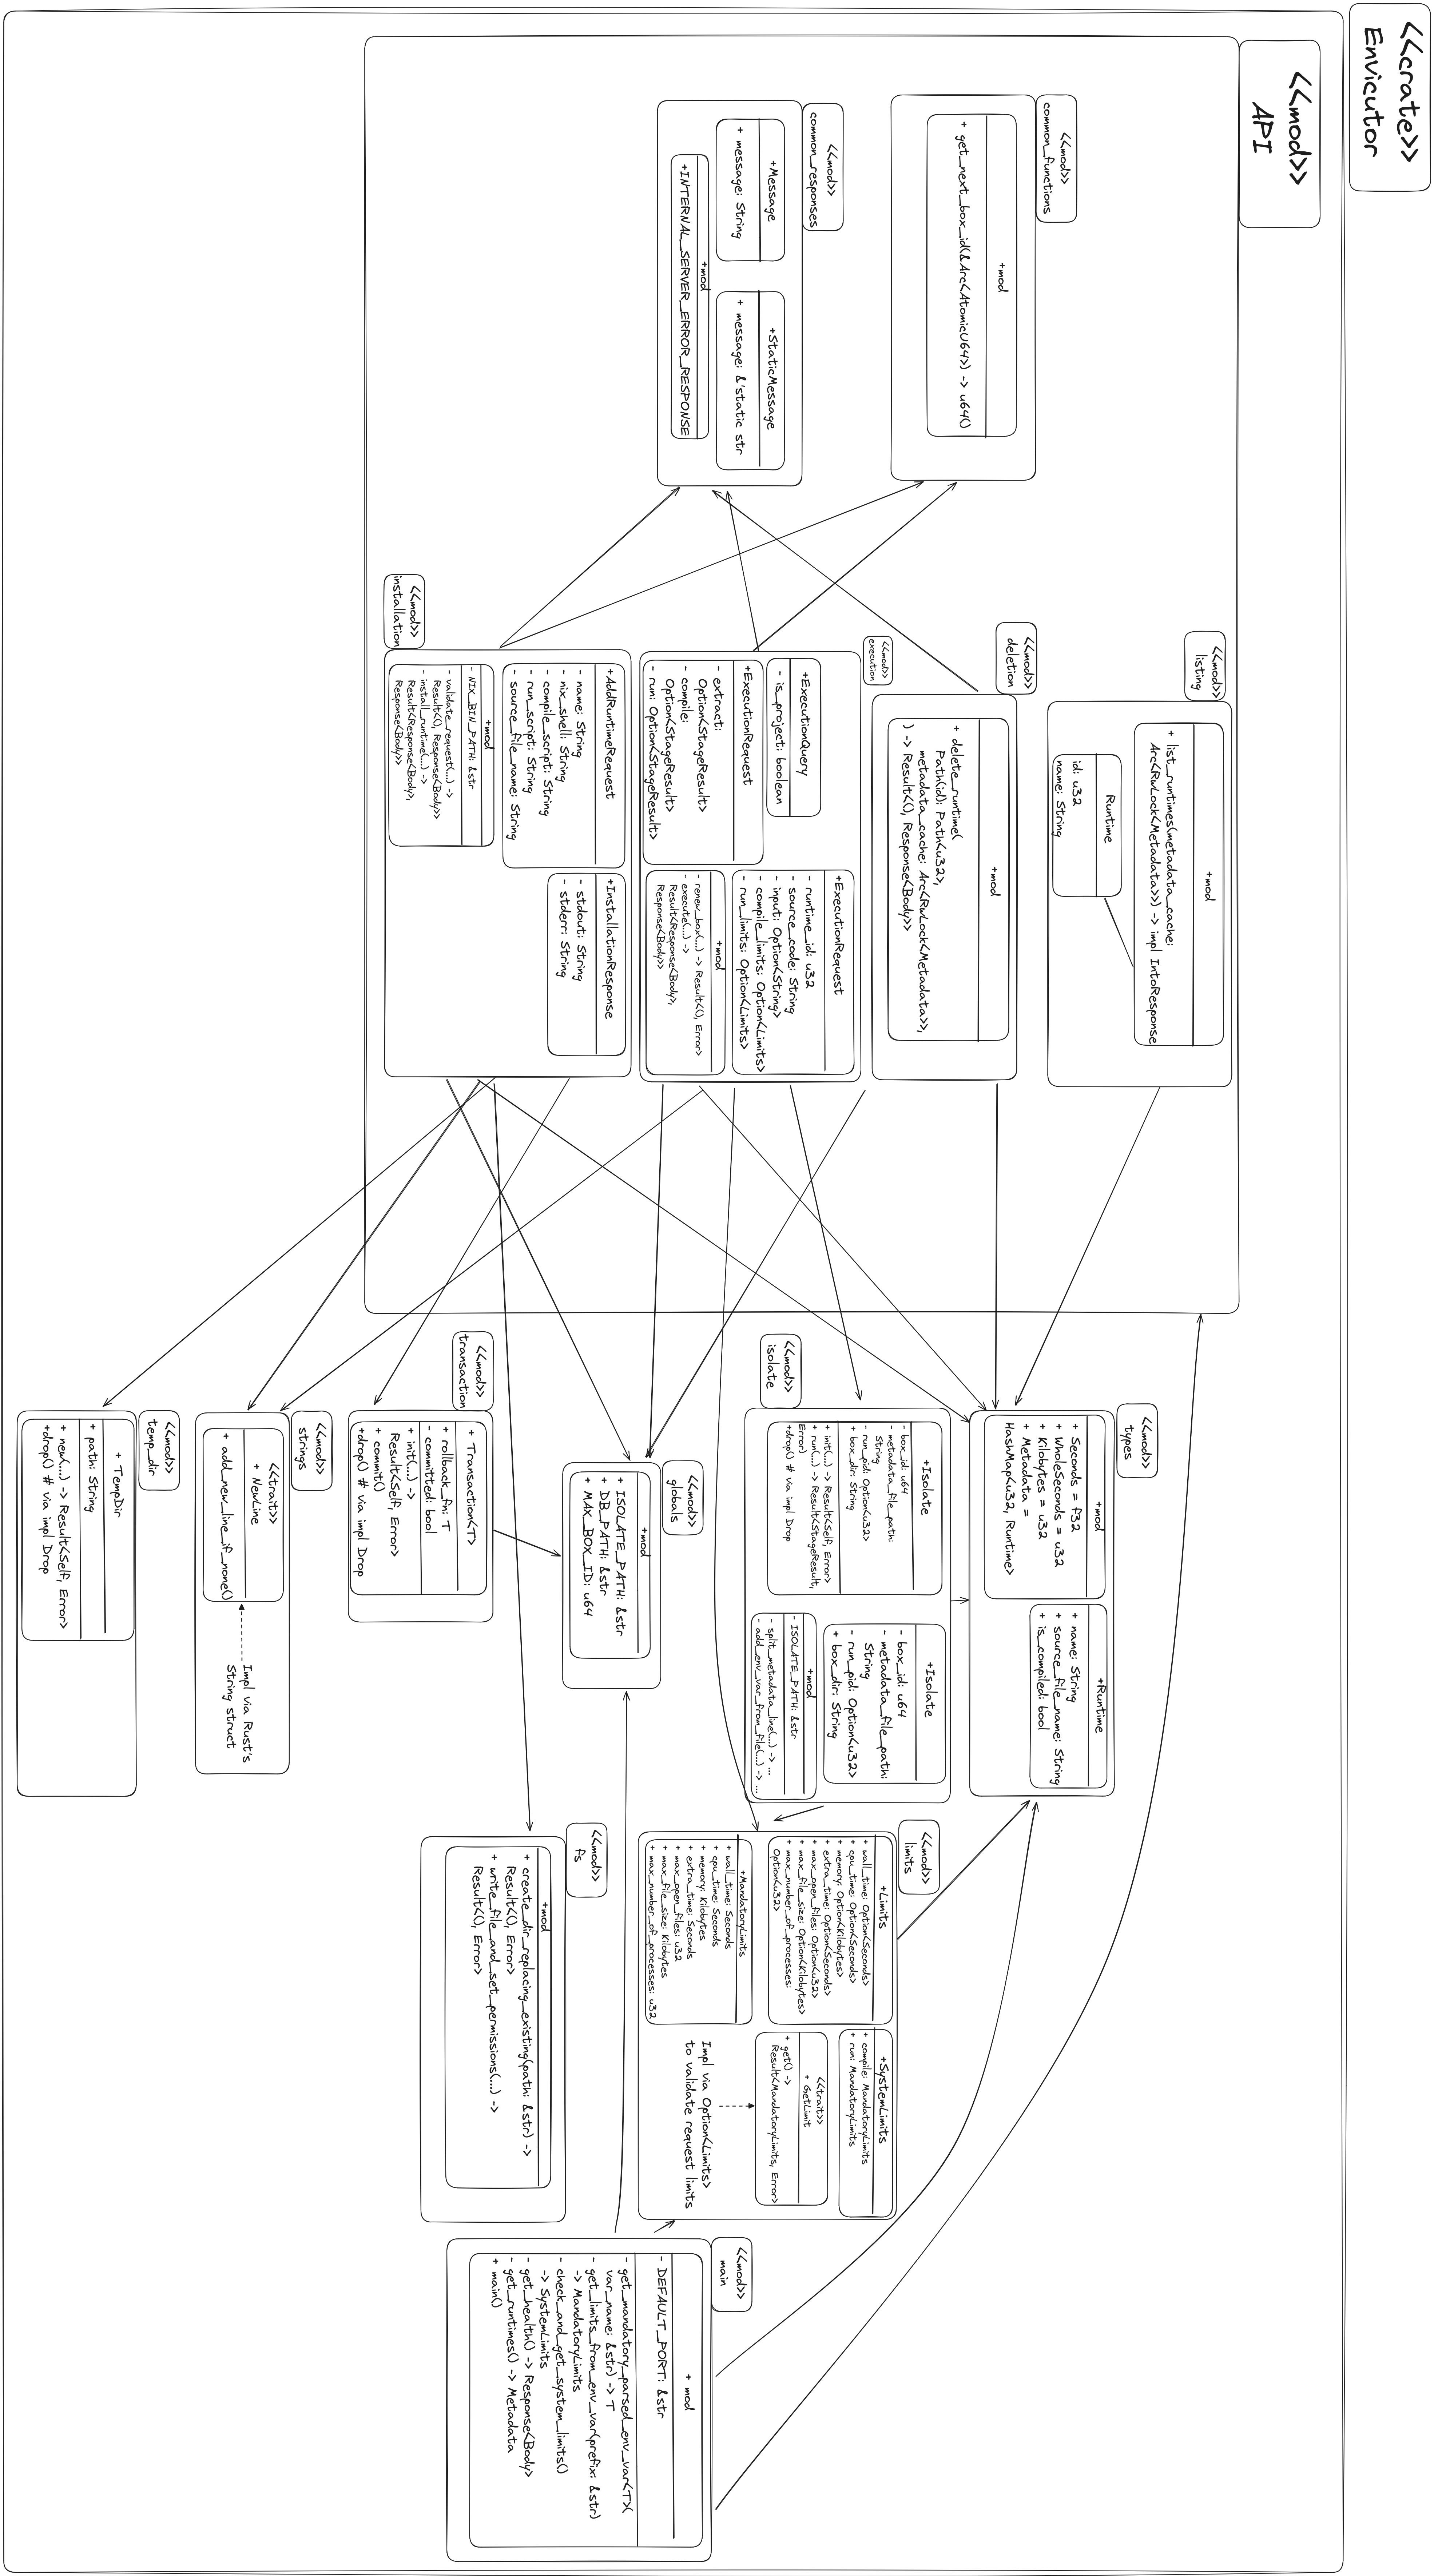 <<crate>>
Envicutor
<<mod>>
API
<<mod>>
common_functions
+mod
+ get_next_box_id(&Arc<AtomicU64>) -> u64()
<<mod>>
common_responses
+Message
+ message: String
+StaticMessage
+ message: &'static str
+mod
+INTERNAL_SERVER_ERROR_RESPONSE
<<mod>>
listing
+mod
+ list_runtimes(metadata_cache:
Arc<RwLock<Metadata>>) -> impl IntoResponse
Runtime
id: u32
name: String
<<mod>>
deletion
+mod
+ delete_runtime(
Path(id): Path<u32>,
metadata_cache: Arc<RwLock<Metadata>>,
) -> Result<(), Response<Body>>
<<mod>>
execution
+ExecutionQuery
- is_project: boolean
+ExecutionRequest
- extract:
Option<StageResult>
- compile:
Option<StageResult>
- run: Option<StageResult>
+ExecutionRequest
- runtime_id: u32
- source_code: String
- input: Option<String>
- compile_limits: Option<Limits>
- run_limits: Option<Limits>
+mod
- renew_box(...) -> Result<(), Error>
- execute(...) ->
Result<Response<Body>,
Response<Body>>
<<mod>>
installation
+AddRuntimeRequest
- name: String
- nix_shell: String
- compile_script: String
- run_script: String
- source_file_name: String
+InstallationResponse
- stdout: String
- stderr: String
+mod
- NIX_BIN_PATH: &str
- validate_request(...) ->
Result<(), Response<Body>>
- install_runtime(...) ->
Result<Response<Body>,
Response<Body>>
<<mod>>
types
+mod
+ Seconds = f32
+ WholeSeconds = u32
+ Kilobytes = u32
+ Metadata =
HashMap<u32, Runtime>
+Runtime
+ name: String
+ source_file_name: String
+ is_compiled: bool
<<mod>>
isolate
+Isolate
- box_id: u64
- metadata_file_path:
String
- run_pid: Option<u32>
+ box_dir: String
+ init(...) -> Result<Self, Error>
+ run(...) -> Result<StageResult,
Error>
+drop() # via impl Drop
+Isolate
- box_id: u64
- metadata_file_path:
String
- run_pid: Option<u32>
+ box_dir: String
+mod
- ISOLATE_PATH: &str
- split_metadata_line(...) -> ...
- add_env_var_from_file(...) -> ...
<<mod>>
globals
+mod
+ ISOLATE_PATH: &str
+ DB_PATH: &str
+ MAX_BOX_ID: u64
<<mod>>
transaction
+ Transaction<T>
+ rollback_fn: T
- committed: bool
+ init(...) ->
Result<Self, Error>
+ commit()
+drop() # via impl Drop
<<mod>>
strings
<<trait>>
+ NewLine
+ add_new_line_if_none()
Impl via Rust's
String struct
<<mod>>
temp_dir
+ TempDir
+ path: String
+ new(...) -> Result<Self, Error>
+drop() # via impl Drop
<<mod>>
limits
+Limits
+ wall_time: Option<Seconds>
+ cpu_time: Option<Seconds>
+ memory: Option<Kilobytes>
+ extra_time: Option<Seconds>
+ max_open_files: Option<u32>
+ max_file_size: Option<Kilobytes>
+ max_number_of_processes:
Option<u32>
+SystemLimits
+ compile: MandatoryLimits
+ run: MandatoryLimits
<<trait>>
+ GetLimit
+ get() ->
Result<MandatoryLimits, Error>
+MandatoryLimits
+ wall_time: Seconds
+ cpu_time: Seconds
+ memory: Kilobytes
+ extra_time: Seconds
+ max_open_files: u32
+ max_file_size: Kilobytes
+ max_number_of_processes: u32
Impl via Option<Limits>
to validate request limits
<<mod>>
fs
+mod
+ create_dir_replacing_existing(path: &str) ->
Result<(), Error>
+ write_file_and_set_permissions(...) ->
Result<(), Error>
<<mod>>
main
+ mod
- DEFAULT_PORT: &str
- get_mandatory_parsed_env_var<T>(
var_name: &str) -> T
- get_limits_from_env_var(prefix: &str)
-> MandatoryLimits
- check_and_get_system_limits()
-> SystemLimits
- get_health() -> Response<Body>
- get_runtimes() -> Metadata
+ main()